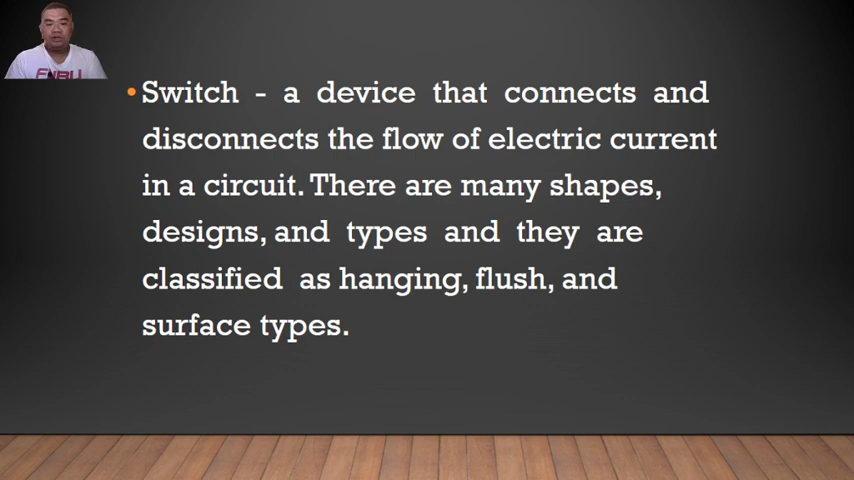 FUBU
• Switch - a device that connects and
disconnects the flow of electric current
in a circuit. There are many shapes,
designs, and types and they are
classified as hanging, flush, and
surface types.